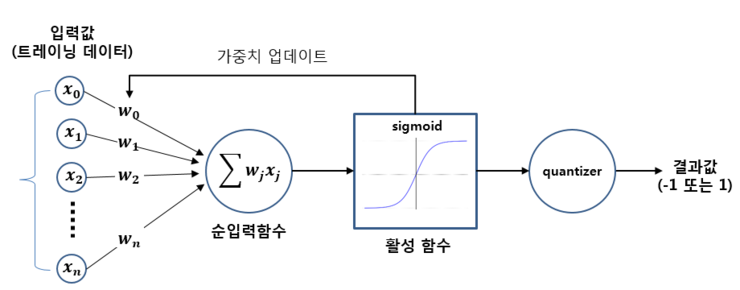 입력값
(트레이닝 데이터)
가중치 업데이트
x₀
w₀
x₁
w₁
x₂
w₂
xₙ
wₙ
∑ wⱼxⱼ
순입력함수
sigmoid
활성 함수
quantizer
결과값
(-1 또는 1)